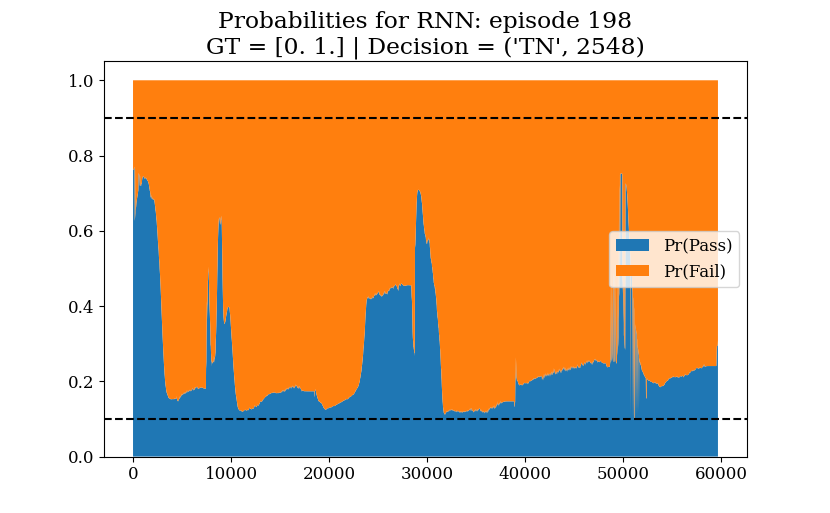 Probabilities for RNN: episode 198
GT = [0. 1.] | Decision = ('TN', 2548)
1.0
0.8
0.6
0.4
0.2
0.0
Pr(Pass)
Pr(Fail)
0 10000 20000 30000 40000 50000 60000